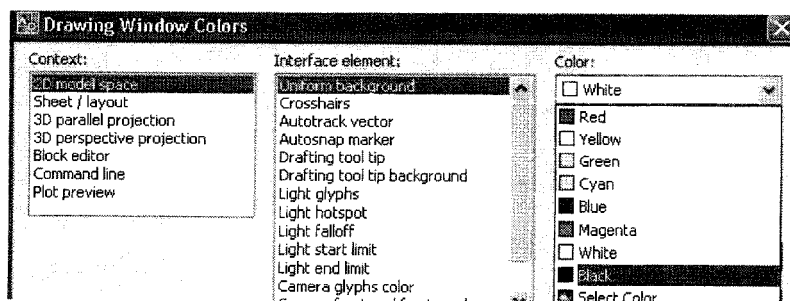 Drawing Window Colors
Context:
2D model space
Sheet / layout
3D parallel projection
3D perspective projection
Block editor
Command line
Plot preview
Interface element:
Uniform background
Crosshairs
Autotrack vector
Autosnap marker
Drafting tool tip
Drafting tool tip background
Light glyphs
Light hotspot
Light falloff
Light start limit
Light end limit
Camera glyphs color
Color:
White
Red
Yellow
Green
Cyan
Blue
Magenta
White
Black
Select Color